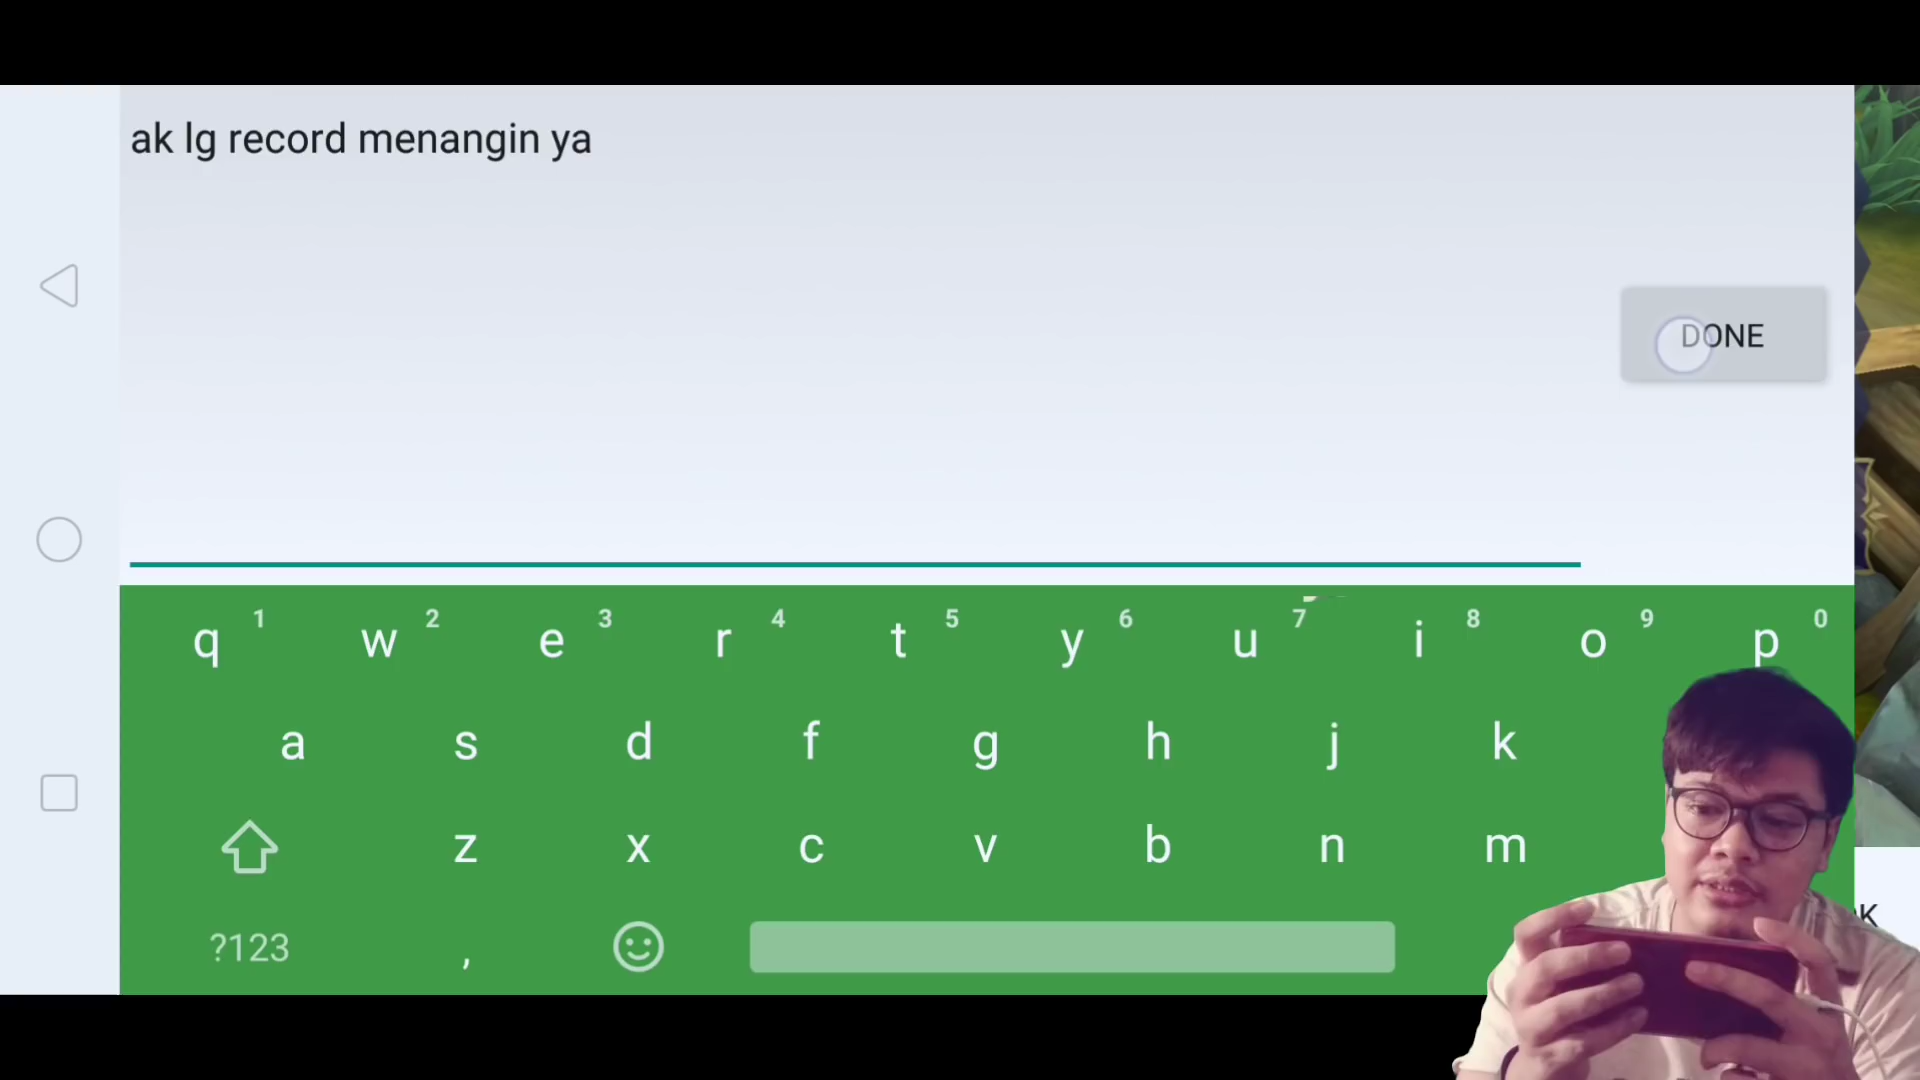 ak lg record menangin ya
DONE
q 1 w 2 e 3 r 4 t 5 y 6 u 7 i 8 o 9 p 0
a s d f g h j k
z x c v b n m
K
?123 ,